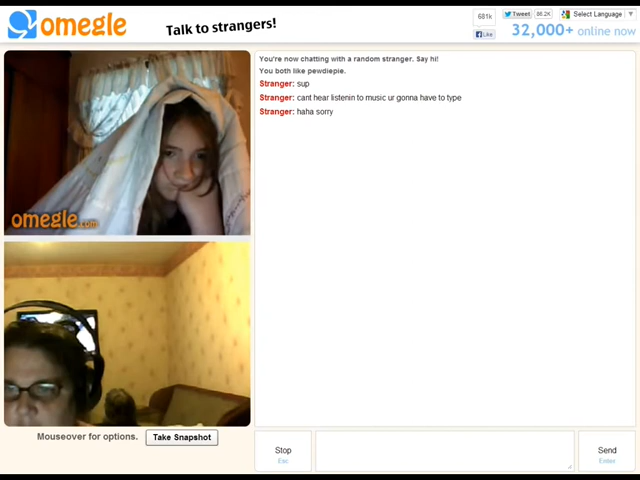 omegle
Talk to strangers!
681k
Like
Tweet
86.2K
Select Language
32,000+ online now
You're now chatting with a random stranger. Say hi!
You both like pewdiepie.
Stranger: sup
Stranger: cant hear listenin to music ur gonna have to type
Stranger: haha sorry
omegle.com
Mouseover for options.
Take Snapshot
Stop
Esc
Send
Enter